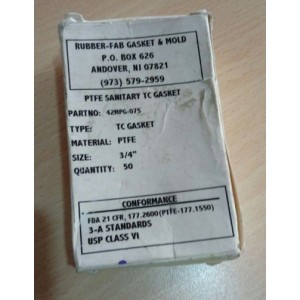 RUBBER-FAB GASKET & MOLD
P.O. BOX 626
ANDOVER, NJ 07821
(973) 579-2959
PTFE SANITARY TC GASKET
PARTNO: 42MPG-075
TYPE: TC GASKET
MATERIAL: PTFE
SIZE: 3/4"
QUANTITY: 50
CONFORMANCE
FDA 21 CFR, 177.2600(PTFE-177.1550)
3-A STANDARDS
USP CLASS VI